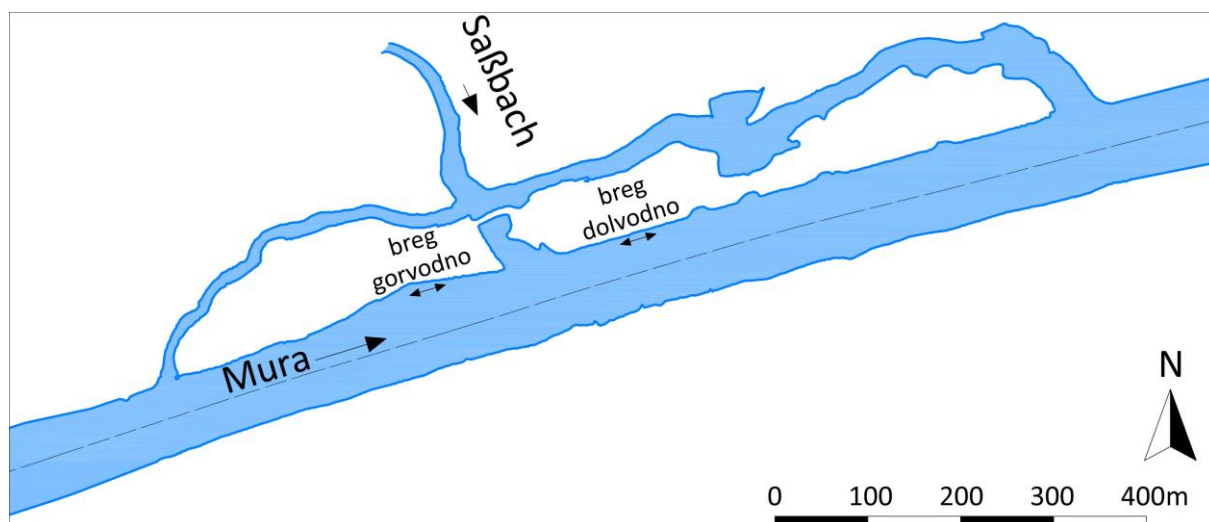 Saßbach
breg
dolvodno
breg
gorvodno
Mura
N
0 100 200 300 400m